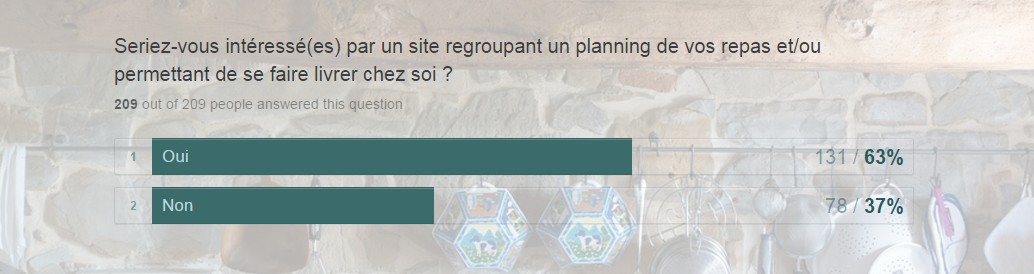 Seriez-vous intéressé(es) par un site regroupant un planning de vos repas et/ou
permettant de se faire livrer chez soi ?
209 out of 209 people answered this question
1 Oui 131 / 63%
2 Non 78 / 37%